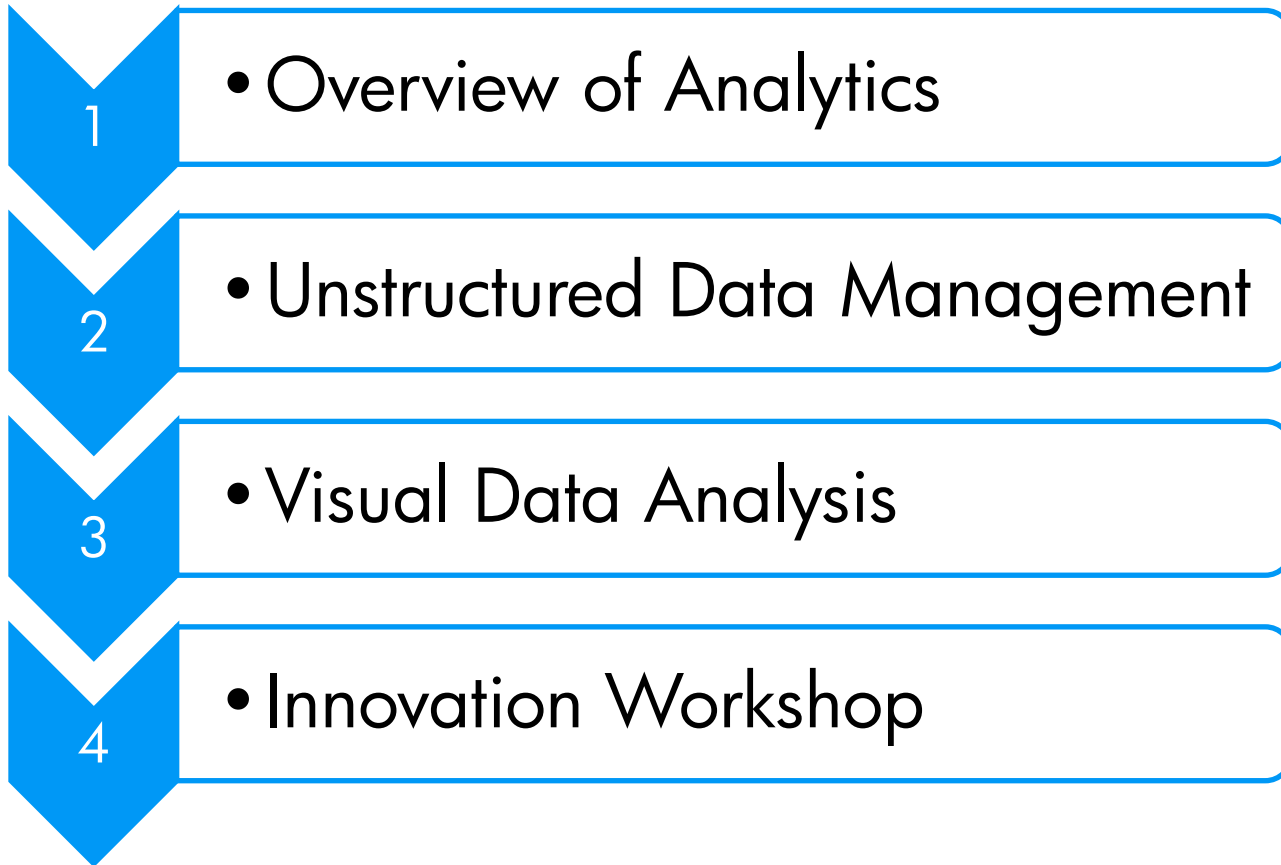 1
• Overview of Analytics
2
• Unstructured Data Management
3
• Visual Data Analysis
4
• Innovation Workshop